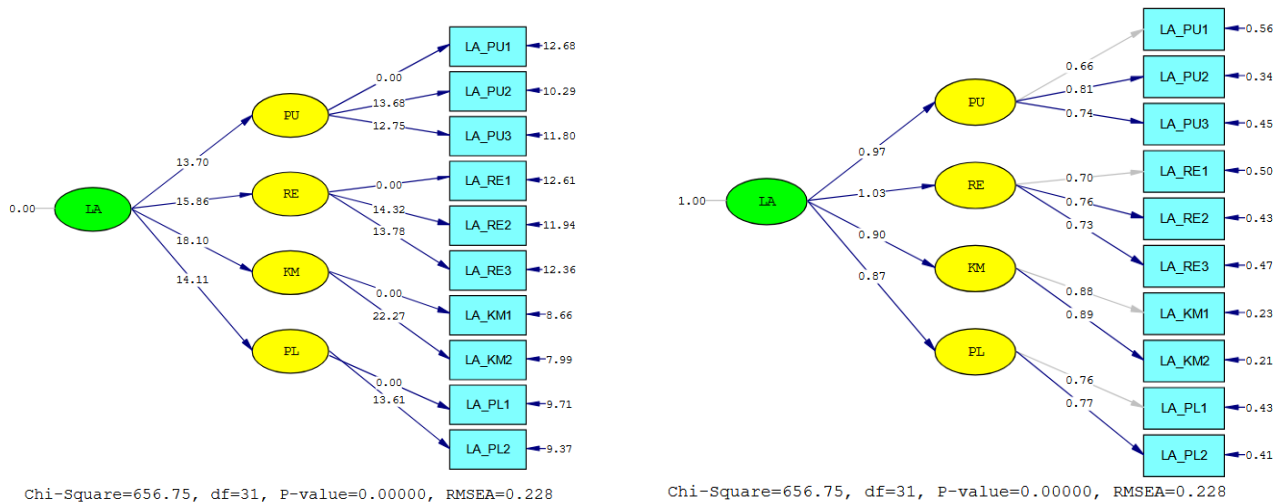 LA_PU1
12.68
0.00
LA_PU2
10.29
13.68
PU
12.75
LA_PU3
11.80
13.70
LA_RE1
12.61
0.00
RE
15.86
0.00
LA
14.32
LA_RE2
11.94
13.78
18.10
LA_RE3
12.36
KM
14.11
0.00
LA_KM1
8.66
22.27
PL
LA_KM2
7.99
0.00
LA_PL1
9.71
13.61
LA_PL2
9.37
Chi-Square=656.75, df=31, P-value=0.00000, RMSEA=0.228
LA_PU1
0.56
0.66
LA_PU2
0.34
0.81
PU
0.74
LA_PU3
0.45
0.97
LA_RE1
0.50
0.70
RE
1.03
1.00
LA
0.76
LA_RE2
0.43
0.73
0.90
LA_RE3
0.47
KM
0.87
0.88
LA_KM1
0.23
0.89
PL
LA_KM2
0.21
0.76
LA_PL1
0.43
0.77
LA_PL2
0.41
Chi-Square=656.75, df=31, P-value=0.00000, RMSEA=0.228